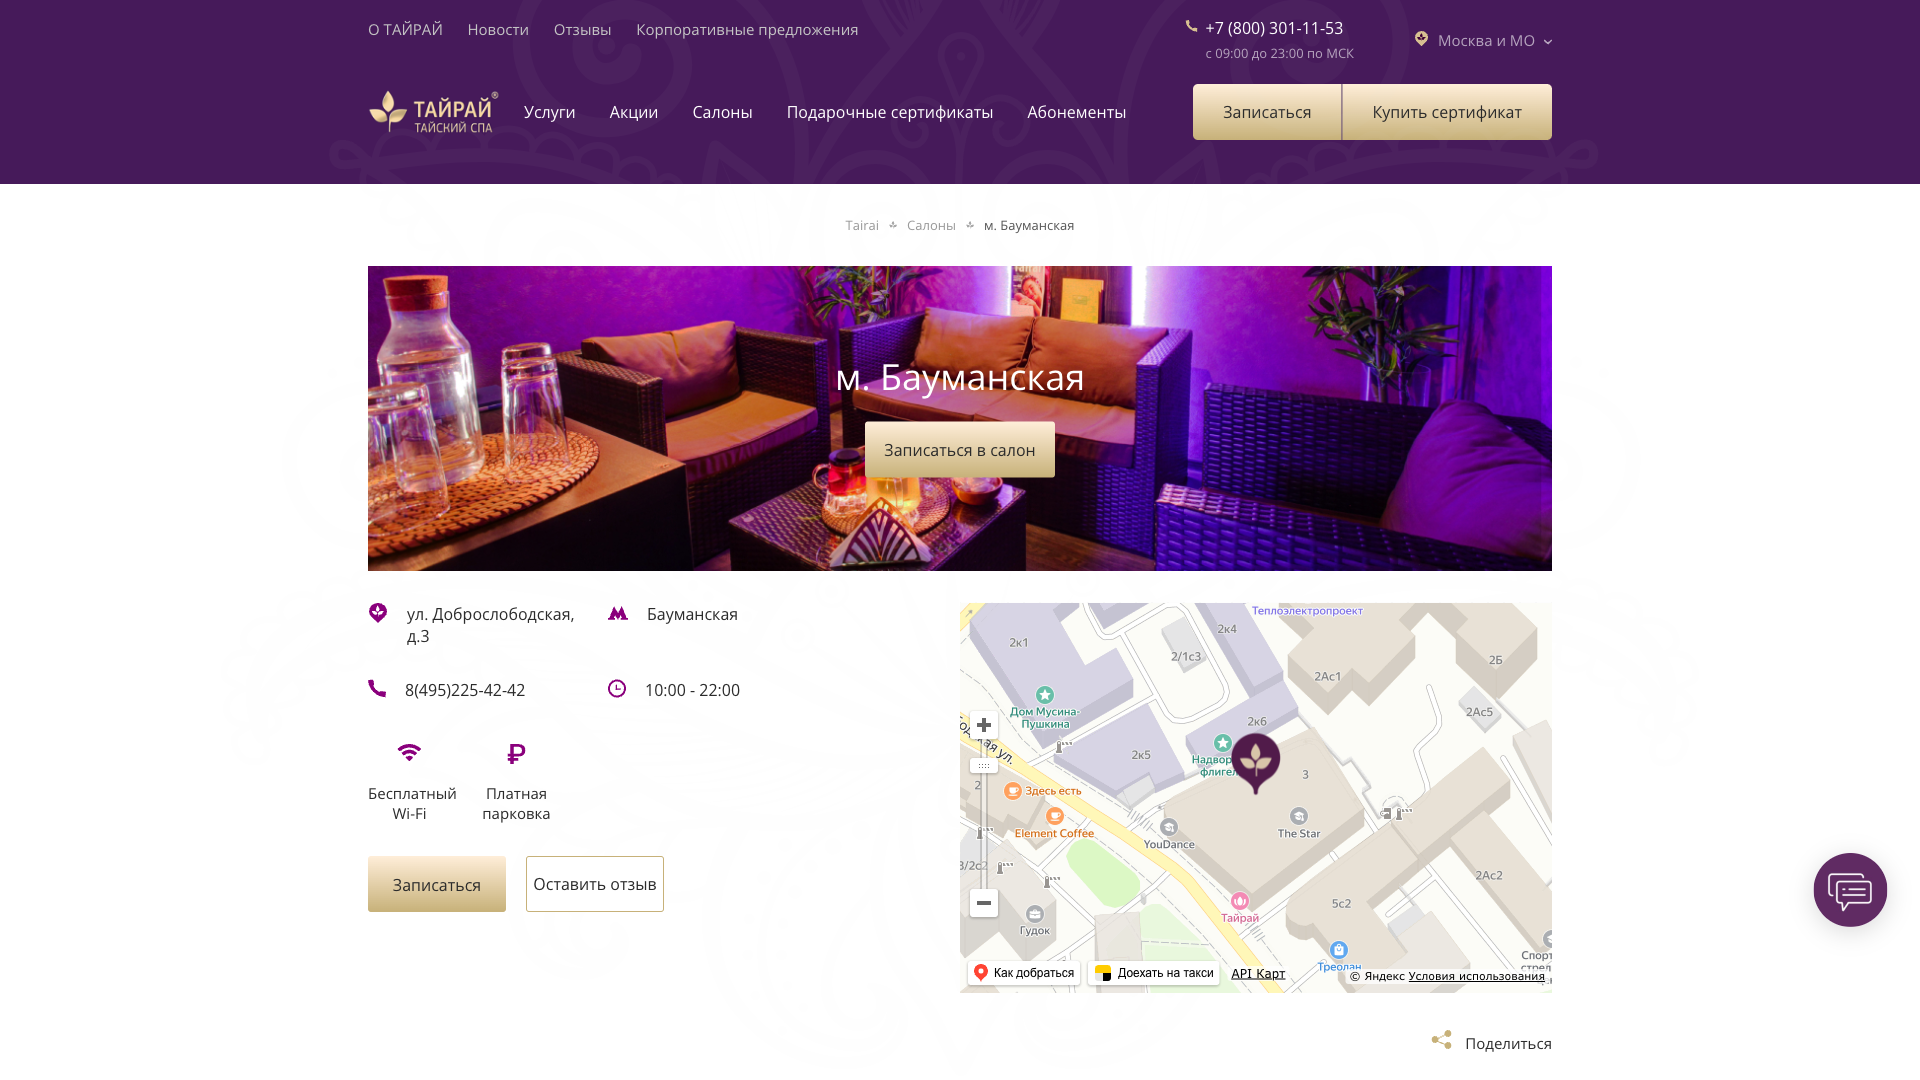 О ТАЙРАЙ
Новости
Отзывы
Корпоративные предложения
+7 (800) 301-11-53
с 09:00 до 23:00 по МСК
Москва и МО
ТАЙРАЙ®
ТАЙСКИЙ СПА
Услуги
Акции
Салоны
Подарочные сертификаты
Абонементы
Записаться
Купить сертификат
Tairai
Салоны
м. Бауманская
м. Бауманская
Записаться в салон
ул. Доброслободская,
д.3
Бауманская
8(495)225-42-42
10:00 - 22:00
Бесплатный
Wi-Fi
Платная
парковка
Записаться
Оставить отзыв
Теплоэлектропроект
2к1
2к4
2/1с3
2Б
2Ас1
2Ас5
Дом Мусина-
Пушкина
2к6
2к5
3
Здесь есть
Element Coffee
The Star
YouDance
2Ас2
5с2
Тайрай
Гудок
Треолан
Как добраться
Доехать на такси
API Карт
© Яндекс Условия использования
Поделиться